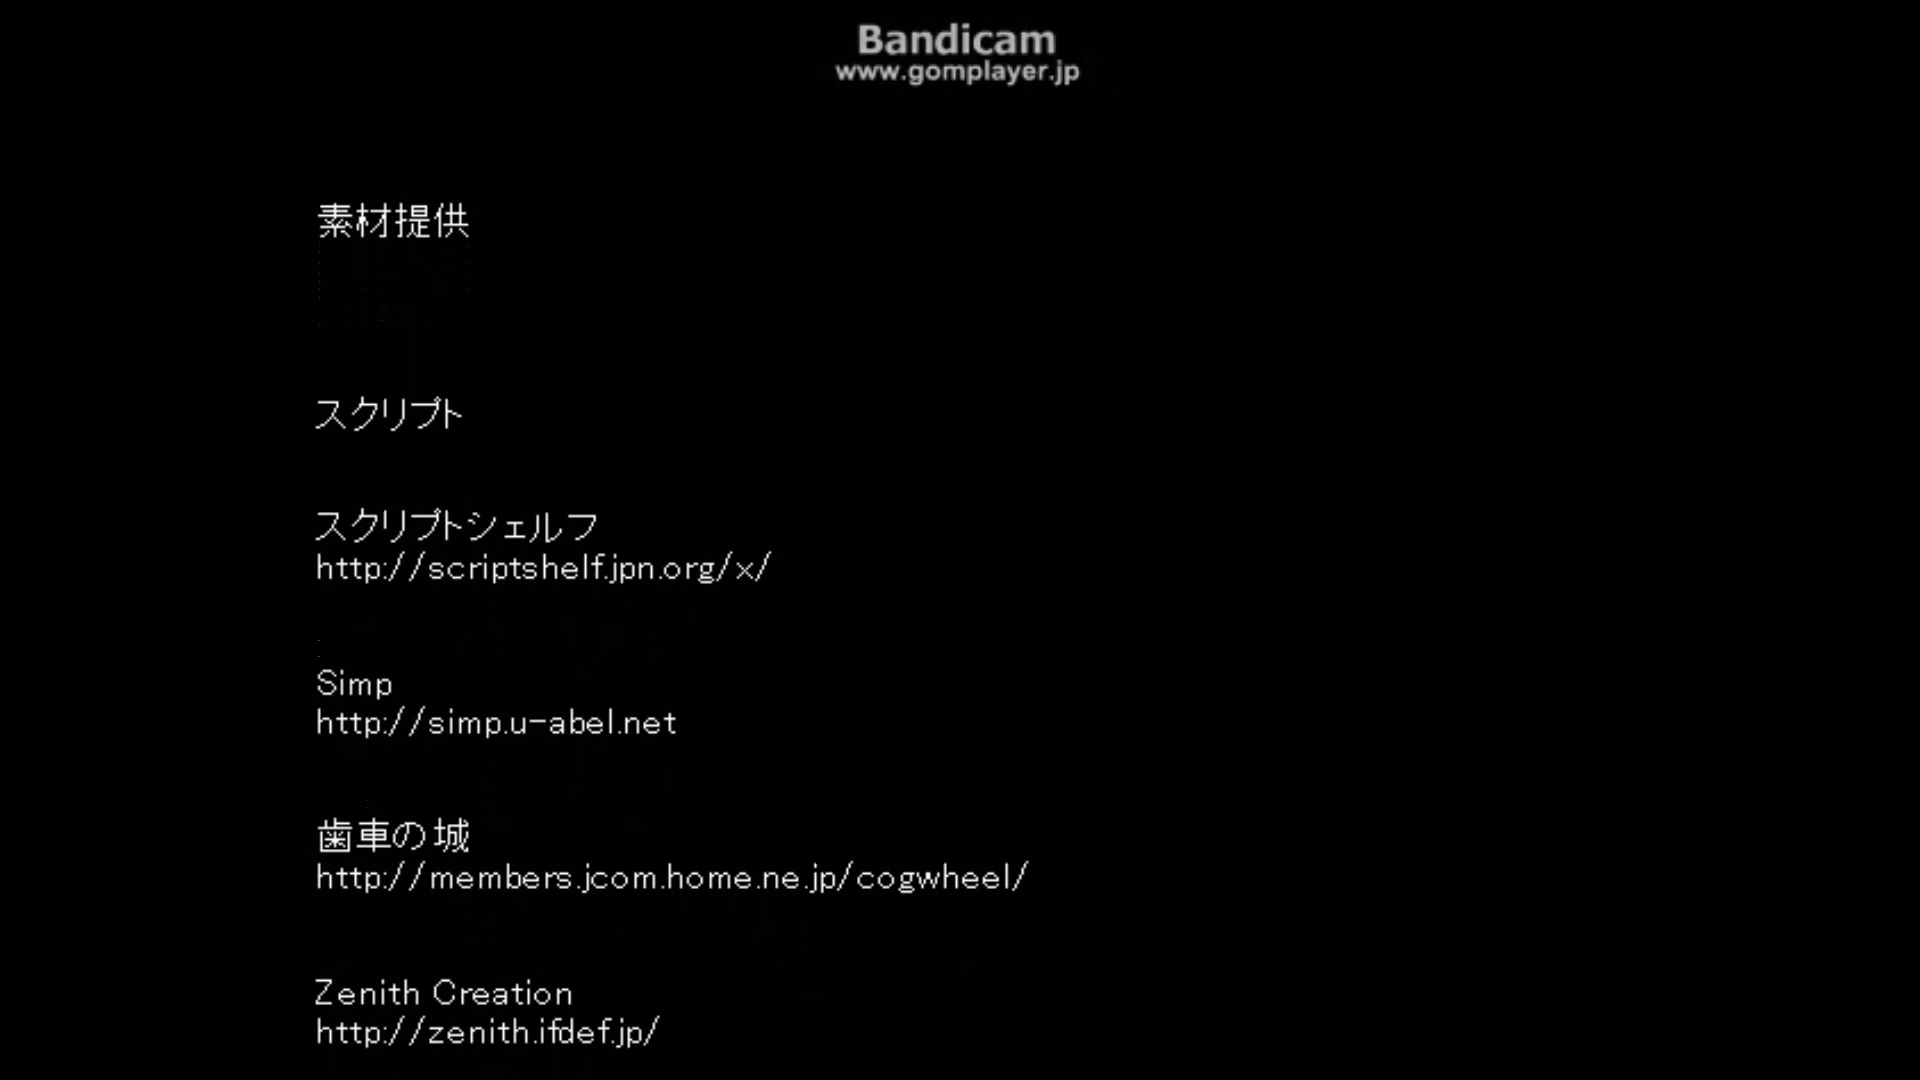 Bandicam
www.gomplayer.jp
素材提供
スクリプト
スクリプトシェルフ
http://scriptshelf.jpn.org/x/
Simp
http://simp.u-abel.net
歯車の城
http://members.jcom.home.ne.jp/cogwheel/
Zenith Creation
http://zenith.ifdef.jp/